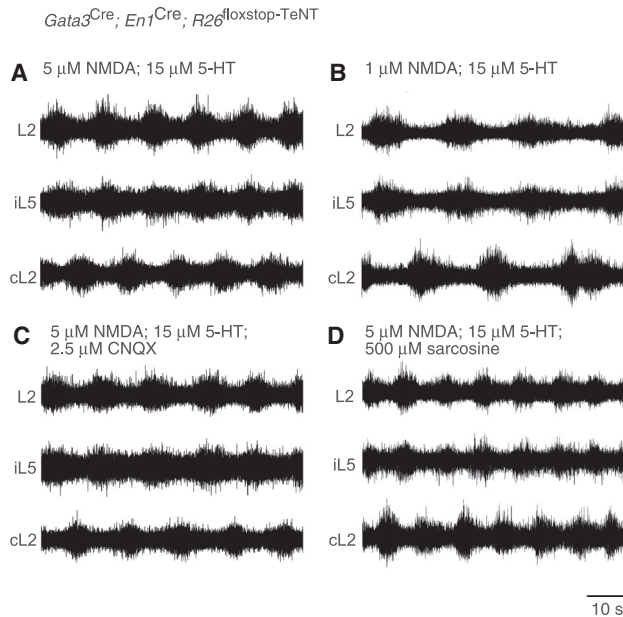 Gata3Cre; En1Cre; R26floxstop-TeNT
A 5 μM NMDA; 15 μM 5-HT
L2
iL5
cL2
B 1 μM NMDA; 15 μM 5-HT
L2
iL5
cL2
C 5 μM NMDA; 15 μM 5-HT;
2.5 μM CNQX
L2
iL5
cL2
D 5 μM NMDA; 15 μM 5-HT;
500 μM sarcosine
L2
iL5
cL2
10 s